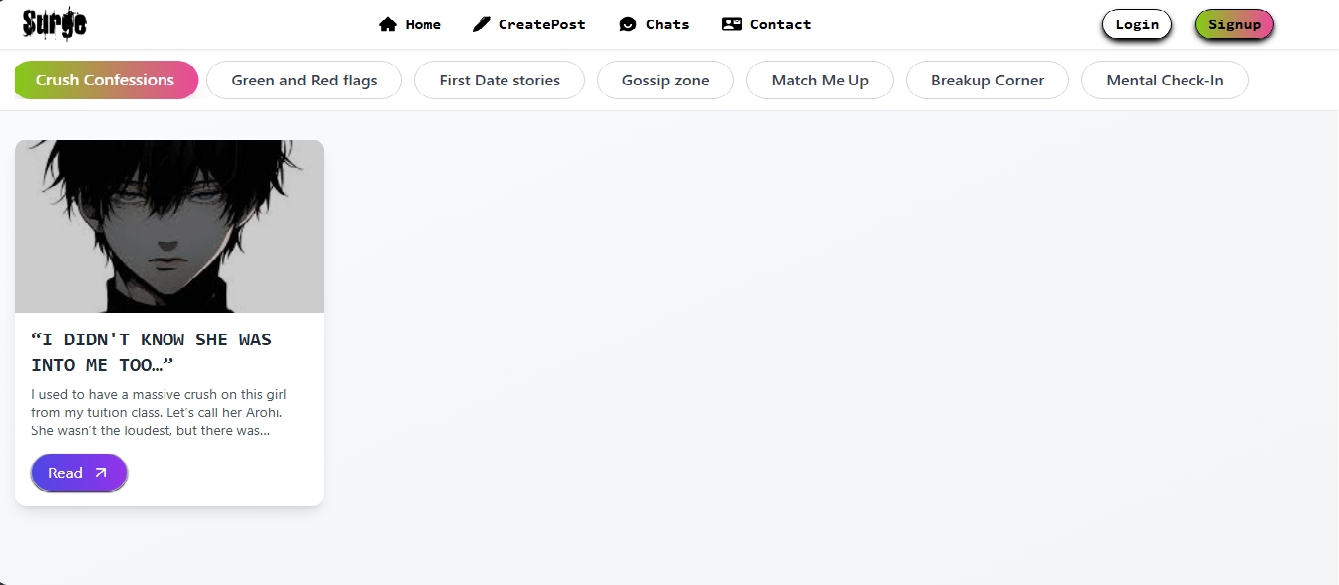 Surge Home CreatePost Chats Contact Login Signup
Crush Confessions Green and Red flags First Date stories Gossip zone Match Me Up Breakup Corner Mental Check-In
“I DIDN'T KNOW SHE WAS
INTO ME TOO…”
I used to have a massive crush on this girl
from my tuition class. Let’s call her Arohi.
She wasn’t the loudest, but there was...
Read